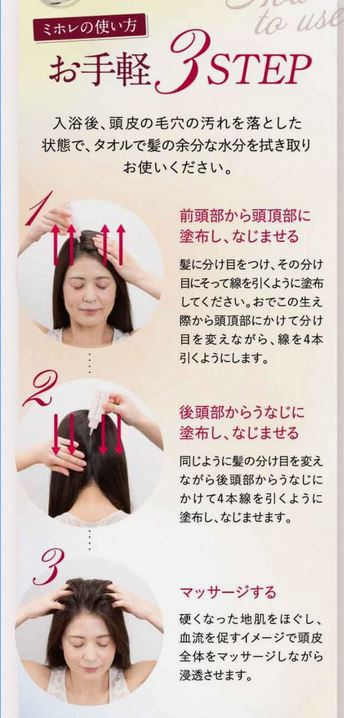 to use
ミホレの使い方
お手軽3STEP
入浴後、頭皮の毛穴の汚れを落とした
状態で、タオルで髪の余分な水分を拭き取り
お使いください。
1
前頭部から頭頂部に
塗布し、なじませる
髪に分け目をつけ、その分け
目にそって線を引くように塗布
してください。おでこの生え
際から頭頂部にかけて分け
目を変えながら、線を4本
引くようにします。
2
後頭部からうなじに
塗布し、なじませる
同じように髪の分け目を変え
ながら後頭部からうなじに
かけて4本線を引くように
塗布し、なじませます。
3
マッサージする
硬くなった地肌をほぐし、
血流を促すイメージで頭皮
全体をマッサージしながら
浸透させます。